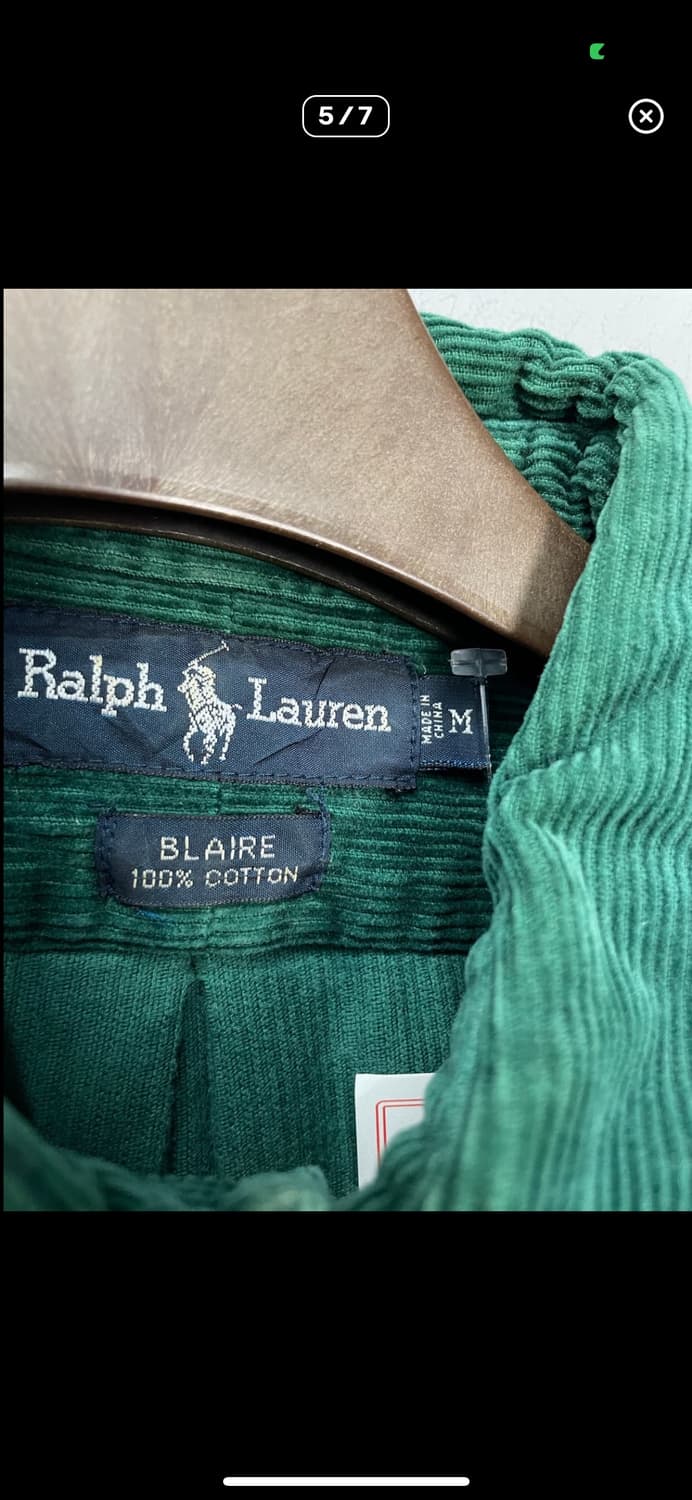 5/7
Ralph Lauren
MADE IN
CHINA
M
BLAIRE
100% COTTON